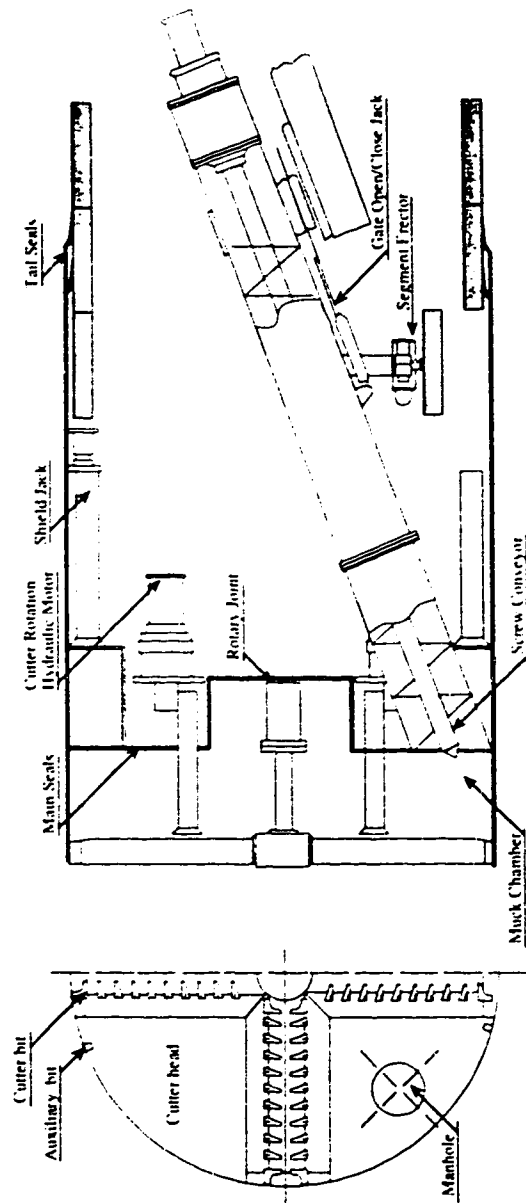 Cutter bit
Auxiliary bit
Cutter head
Manhole
Main Seals
Cutter Rotation
Hydraulic Motor
Shield Jack
Tail Seals
Rotary Joint
Muck Chamber
Screw Conveyor
Segment Erector
Gate Open/Close Jack